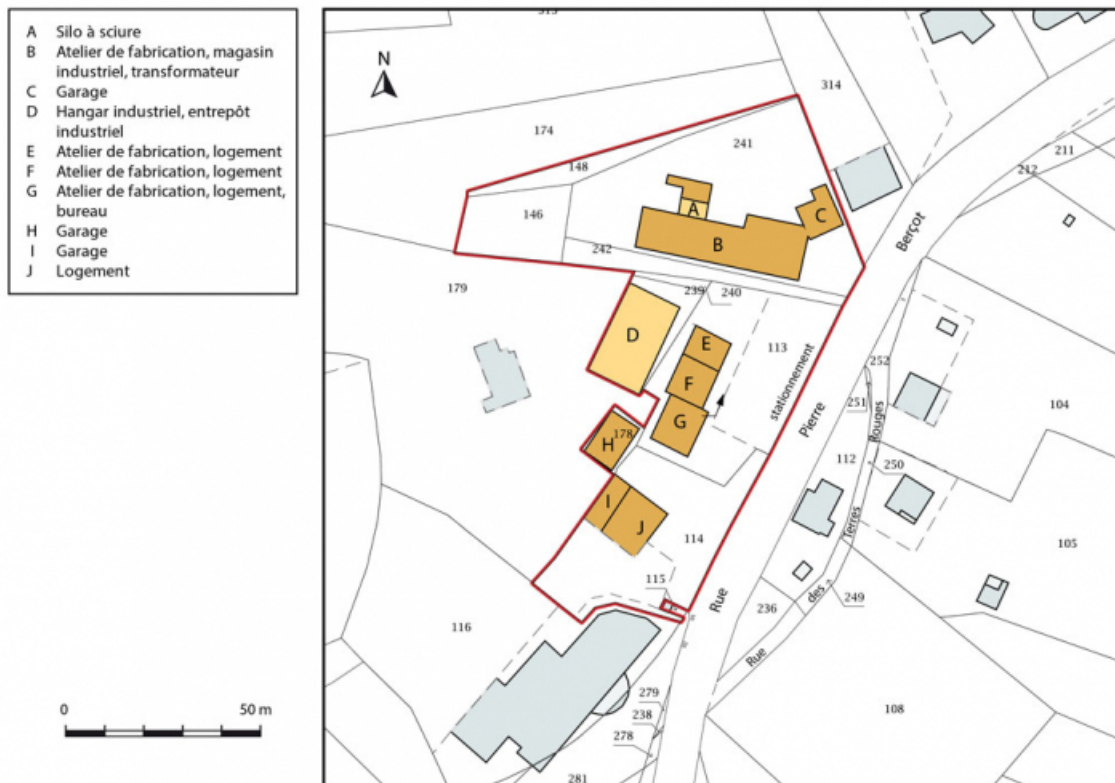 A Silo à sciure
B Atelier de fabrication, magasin
industriel, transformateur
C Garage
D Hangar industriel, entrepôt
industriel
E Atelier de fabrication, logement
F Atelier de fabrication, logement
G Atelier de fabrication, logement,
bureau
H Garage
I Garage
J Logement
0 50 m
N
314
174
241
211
148
212
146
A
C
B
Berçot
242
179
239
240
D
E
113
252
F
stationnement
251
Rouges
104
G
Pierre
178
H
112
250
I
J
114
Terres
105
115
Rue
des
249
236
116
Rue
279
238
108
278
281